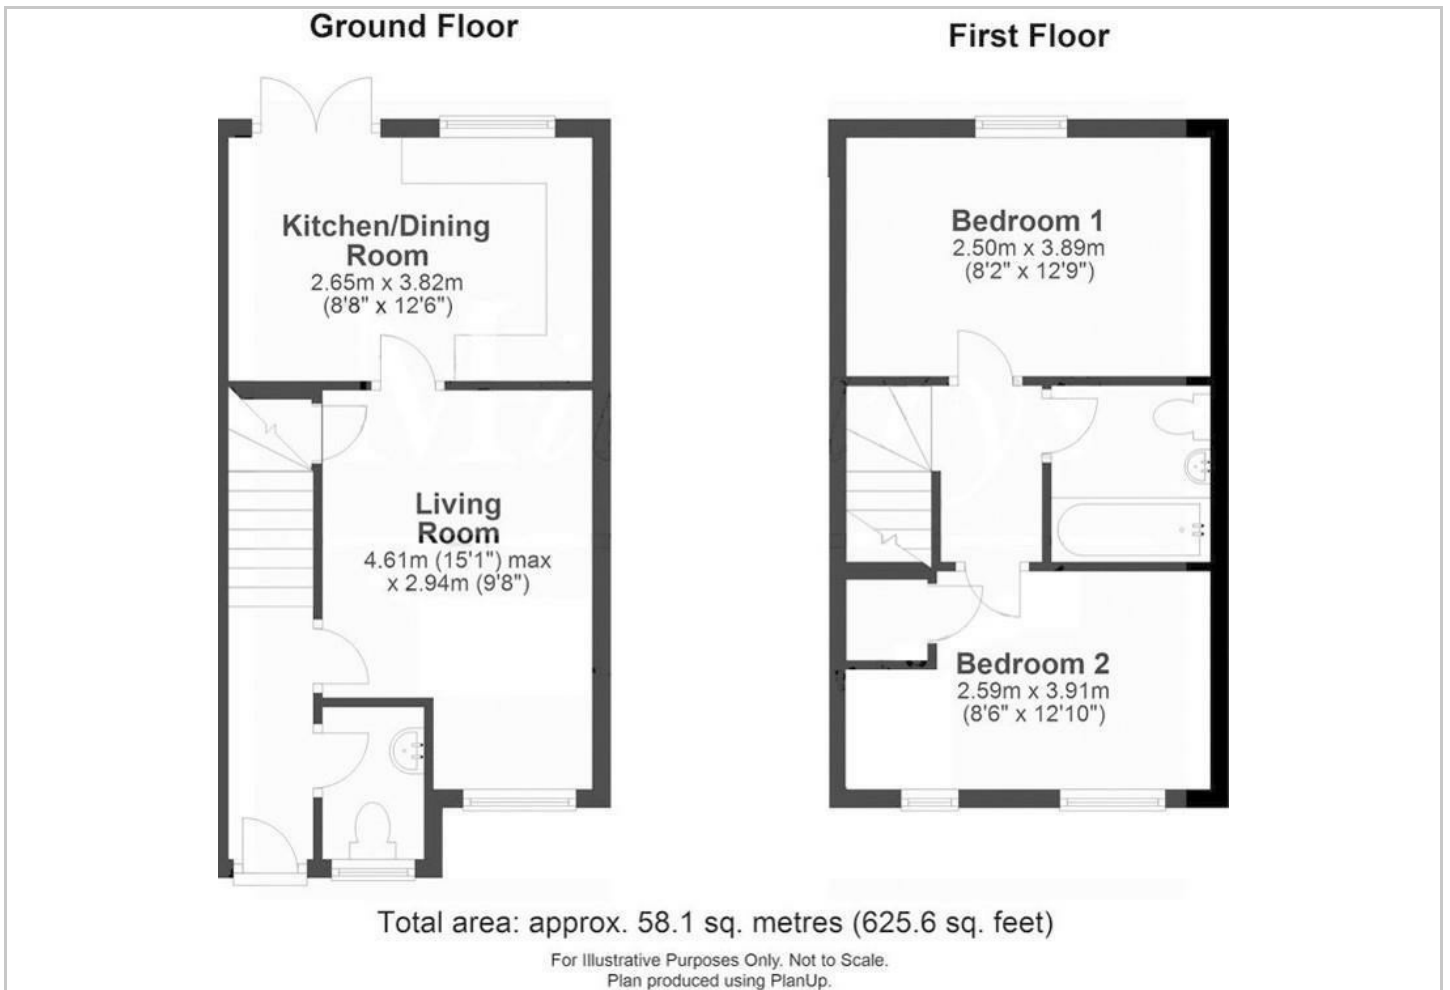 Ground Floor
First Floor
Kitchen/Dining
Room
2.65m x 3.82m
(8'8" x 12'6")
Bedroom 1
2.50m x 3.89m
(8'2" x 12'9")
Living
Room
4.61m (15'1") max
x 2.94m (9'8")
Bedroom 2
2.59m x 3.91m
(8'6" x 12'10")
Total area: approx. 58.1 sq. metres (625.6 sq. feet)
For Illustrative Purposes Only. Not to Scale.
Plan produced using PlanUp.